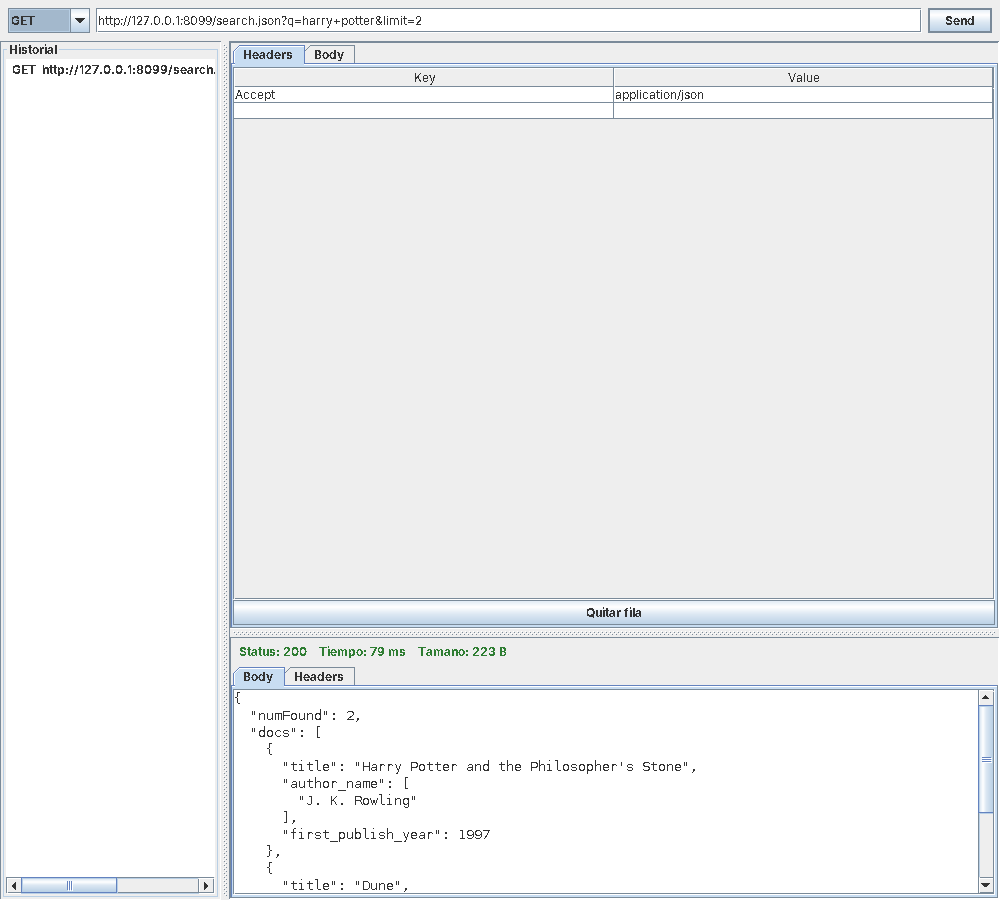 GET http://127.0.0.1:8099/search.json?q=harry+potter&limit=2 Send
Historial
GET http://127.0.0.1:8099/search.
Headers Body
Key Value
Accept application/json
Quitar fila
Status: 200 Tiempo: 79 ms Tamano: 223 B
Body Headers
{
  "numFound": 2,
  "docs": [
    {
      "title": "Harry Potter and the Philosopher's Stone",
      "author_name": [
        "J. K. Rowling"
      ],
      "first_publish_year": 1997
    },
    {
      "title": "Dune",